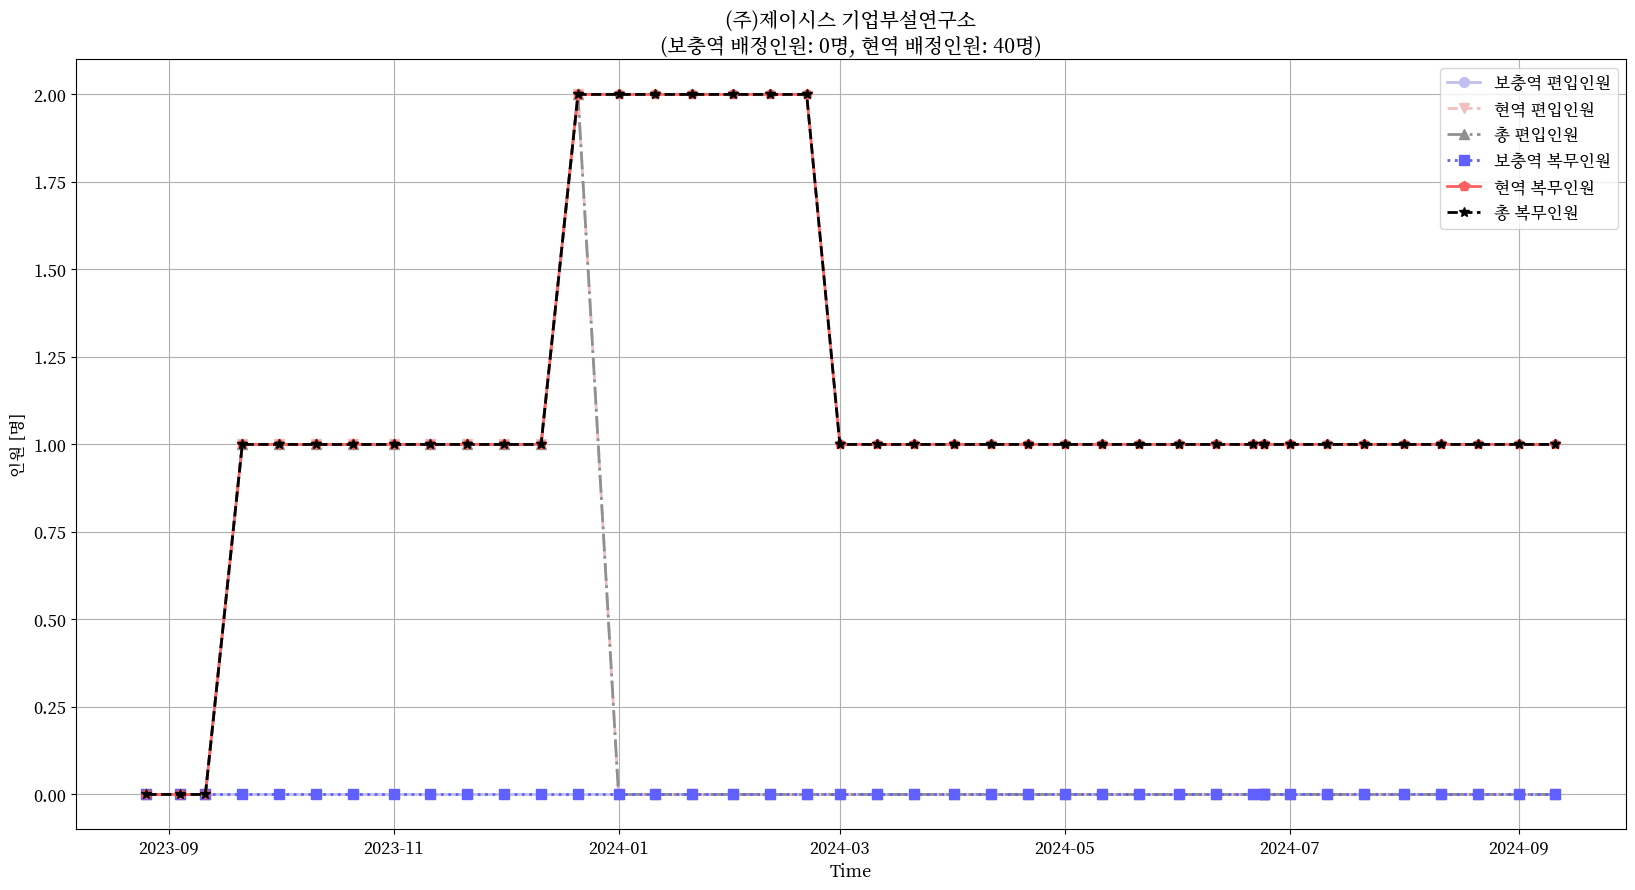 (주)제이시스 기업부설연구소
(보충역 배정인원: 0명, 현역 배정인원: 40명)
보충역 편입인원
현역 편입인원
총 편입인원
보충역 복무인원
현역 복무인원
총 복무인원
2.00
1.75
1.50
1.25
1.00
0.75
0.50
0.25
0.00
인원 [명]
2023-09 2023-11 2024-01 2024-03 2024-05 2024-07 2024-09
Time